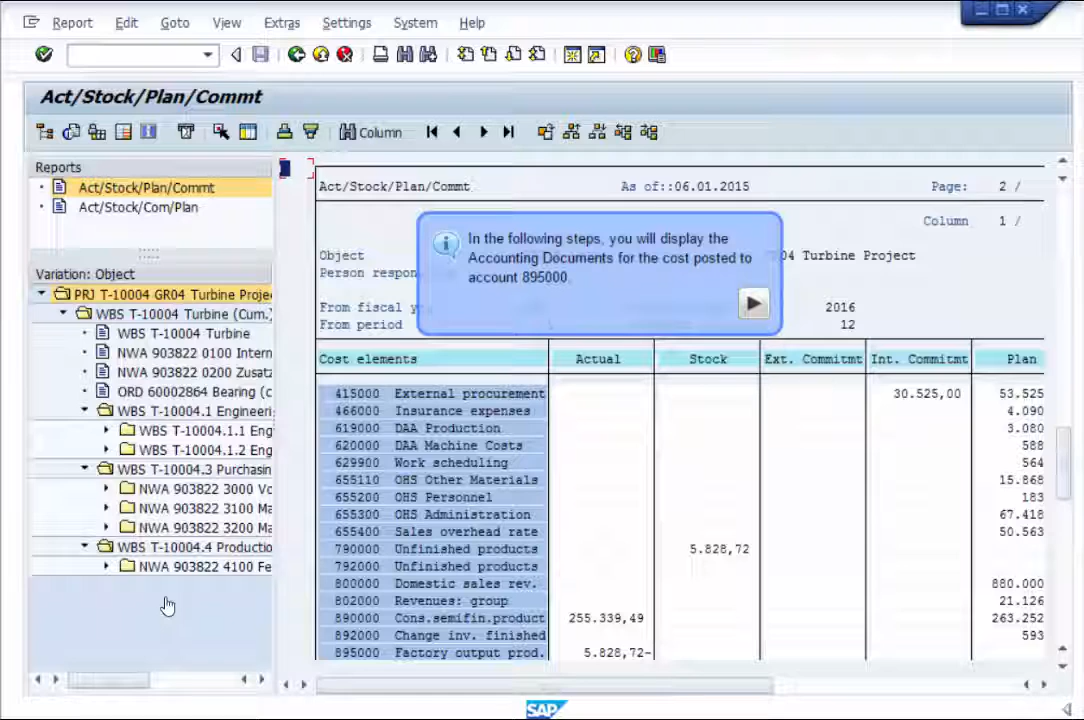 Report Edit Goto View Extras Settings System Help
Act/Stock/Plan/Commt
Column
Reports
Act/Stock/Plan/Commt
Act/Stock/Com/Plan
Variation: Object
PRJ T-10004 GR04 Turbine Proje
WBS T-10004 Turbine (Cum.)
WBS T-10004 Turbine
NWA 903822 0100 Intern
NWA 903822 0200 Zusatz
ORD 60002864 Bearing (c
WBS T-10004.1 Engineeri
WBS T-10004.1.1 Eng
WBS T-10004.1.2 Eng
WBS T-10004.3 Purchasin
NWA 903822 3000 Vo
NWA 903822 3100 Ma
NWA 903822 3200 Ma
WBS T-10004.4 Productio
NWA 903822 4100 Fe
Act/Stock/Plan/Commt As of::06.01.2015 Page: 2 /
Column 1 /
Object 04 Turbine Project
Person respon
From fiscal y 2016
From period 12
In the following steps, you will display the
Accounting Documents for the cost posted to
account 895000.
Cost elements Actual Stock Ext. Commitmt Int. Commitmt Plan
415000 External procurement 30.525,00 53.525
466000 Insurance expenses 4.090
619000 DAA Production 3.080
620000 DAA Machine Costs 588
629900 Work scheduling 564
655110 OHS Other Materials 15.868
655200 OHS Personnel 183
655300 OHS Administration 67.418
655400 Sales overhead rate 50.563
790000 Unfinished products 5.828,72
792000 Unfinished products
800000 Domestic sales rev. 880.000
802000 Revenues: group 21.126
890000 Cons.semifin.product 255.339,49 263.252
892000 Change inv. finished 593
895000 Factory output prod. 5.828,72-
SAP